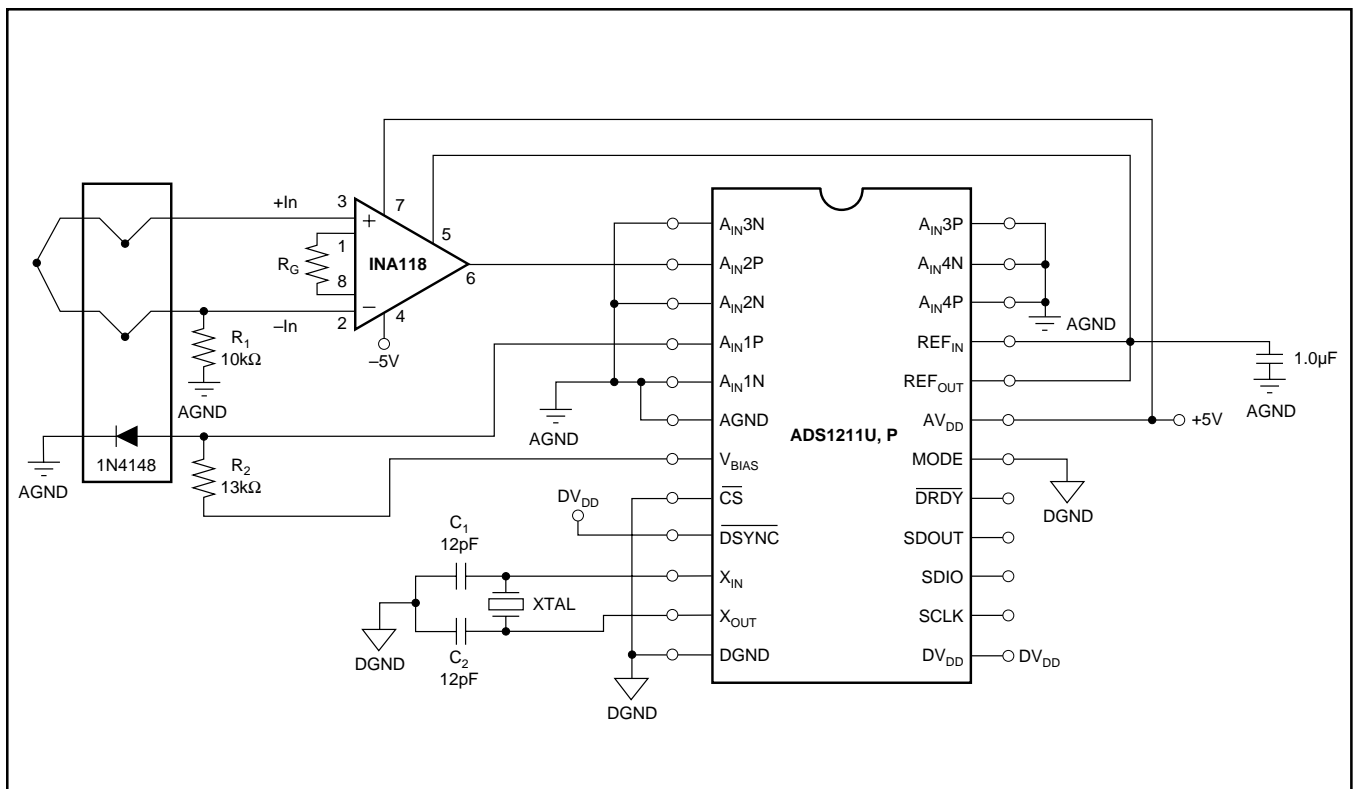 +In
3
+
7
1
5
INA118
R_G
8
6
−
4
–In
2
R1
10kΩ
–5V
AGND
1N4148
R2
13kΩ
AGND
AIN3N
AIN2P
AIN2N
AIN1P
AIN1N
AGND
VBIAS
CS
DSYNC
XIN
XOUT
DGND
AIN3P
AIN4N
AIN4P
REFIN
REFOUT
AVDD
MODE
DRDY
SDOUT
SDIO
SCLK
DVDD
ADS1211U, P
AGND
AGND
1.0µF
AGND
+5V
DGND
DVDD
DVDD
C1
12pF
XTAL
C2
12pF
DGND
DGND